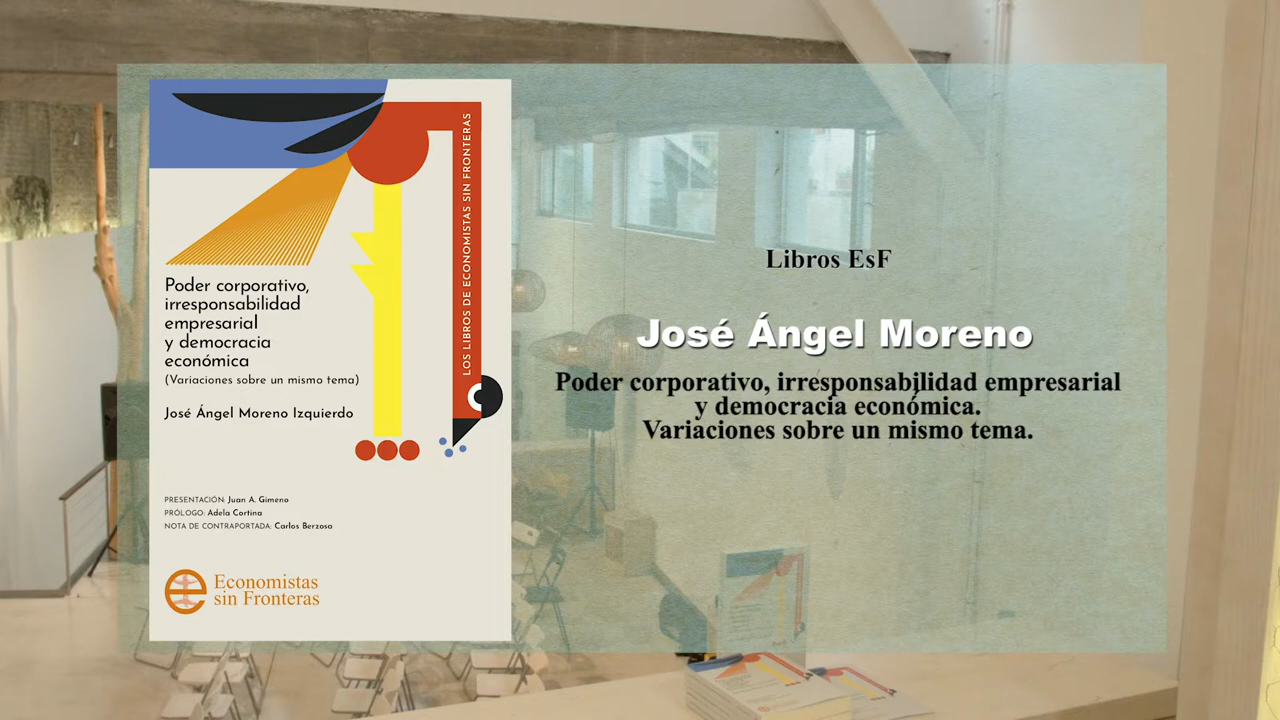 LOS LIBROS DE ECONOMISTAS SIN FRONTERAS
Poder corporativo,
irresponsabilidad
empresarial
y democracia
económica
(Variaciones sobre un mismo tema)
José Ángel Moreno Izquierdo
PRESENTACIÓN: Juan A. Gimeno
PRÓLOGO: Adela Cortina
NOTA DE CONTRAPORTADA: Carlos Berzosa
Economistas
sin Fronteras
Libros EsF
José Ángel Moreno
Poder corporativo, irresponsabilidad empresarial
y democracia económica.
Variaciones sobre un mismo tema.